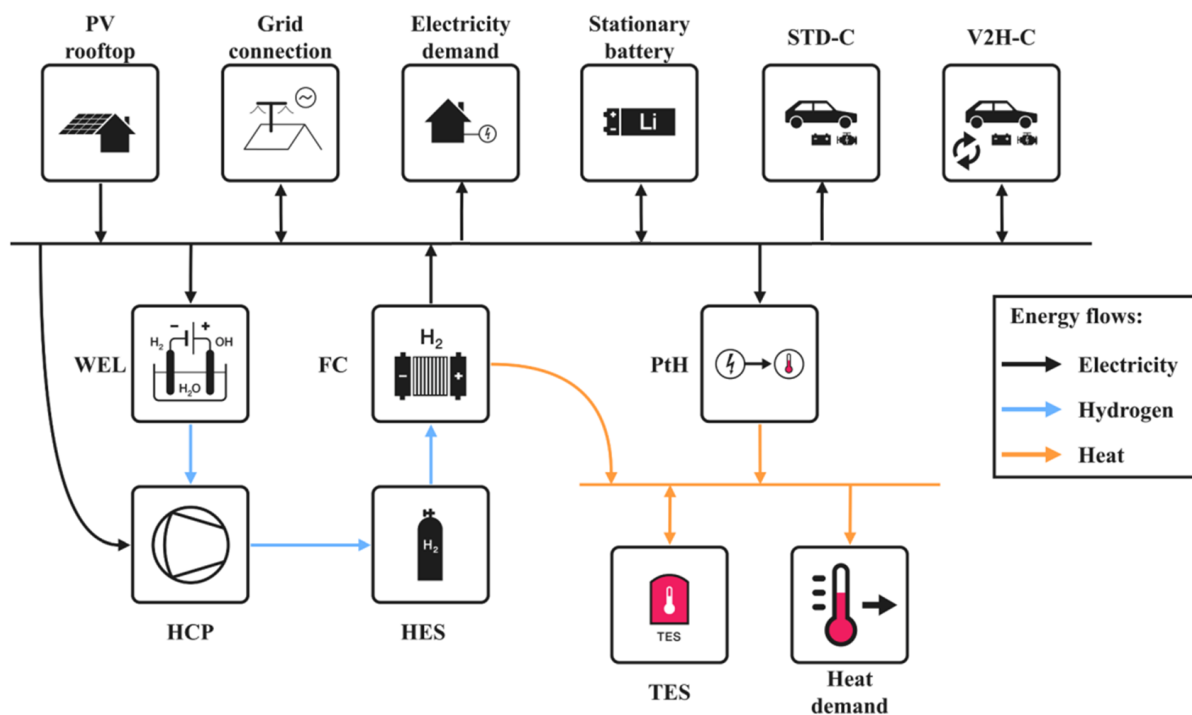 PV
rooftop
Grid
connection
Electricity
demand
Stationary
battery
STD-C
V2H-C
Li
WEL
H₂
OH
H₂O
FC
H₂
PtH
Energy flows:
Electricity
Hydrogen
Heat
HCP
H₂
HES
TES
TES
Heat
demand